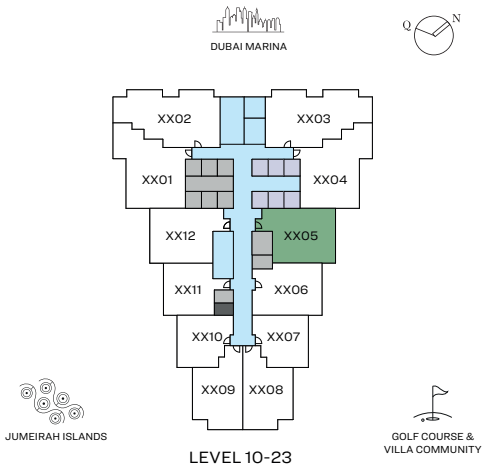 DUBAI MARINA
Q N
XX02
XX03
XX01
XX04
XX12
XX05
XX11
XX06
XX10
XX07
XX09
XX08
JUMEIRAH ISLANDS
GOLF COURSE &
VILLA COMMUNITY
LEVEL 10-23